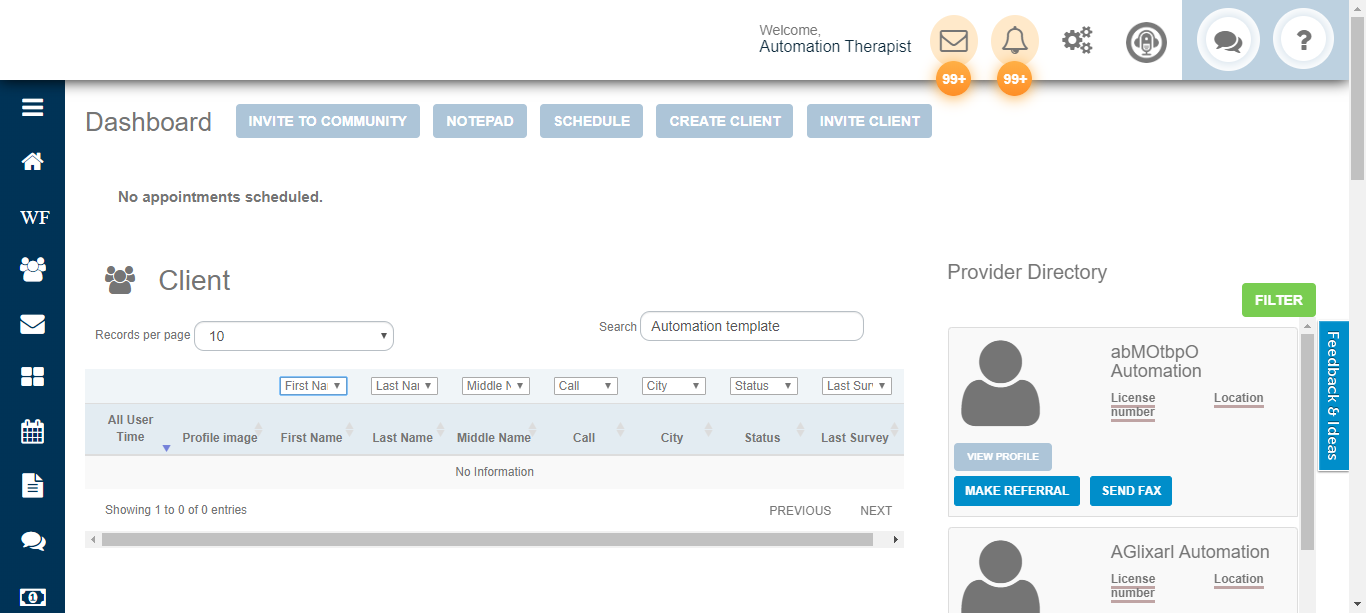 Welcome,
Automation Therapist
99+
99+
?
Dashboard
INVITE TO COMMUNITY
NOTEPAD
SCHEDULE
CREATE CLIENT
INVITE CLIENT
WF
No appointments scheduled.
Client
Records per page
10
Search
Automation template
First Na
Last Nar
Middle N
Call
City
Status
Last Surv
All User
Time
Profile image
First Name
Last Name
Middle Name
Call
City
Status
Last Survey
No Information
Showing 1 to 0 of 0 entries
PREVIOUS
NEXT
Provider Directory
FILTER
abMOtbpO
Automation
License
number
Location
VIEW PROFILE
MAKE REFERRAL
SEND FAX
AGlixarl Automation
License
number
Location
Feedback & Ideas
1